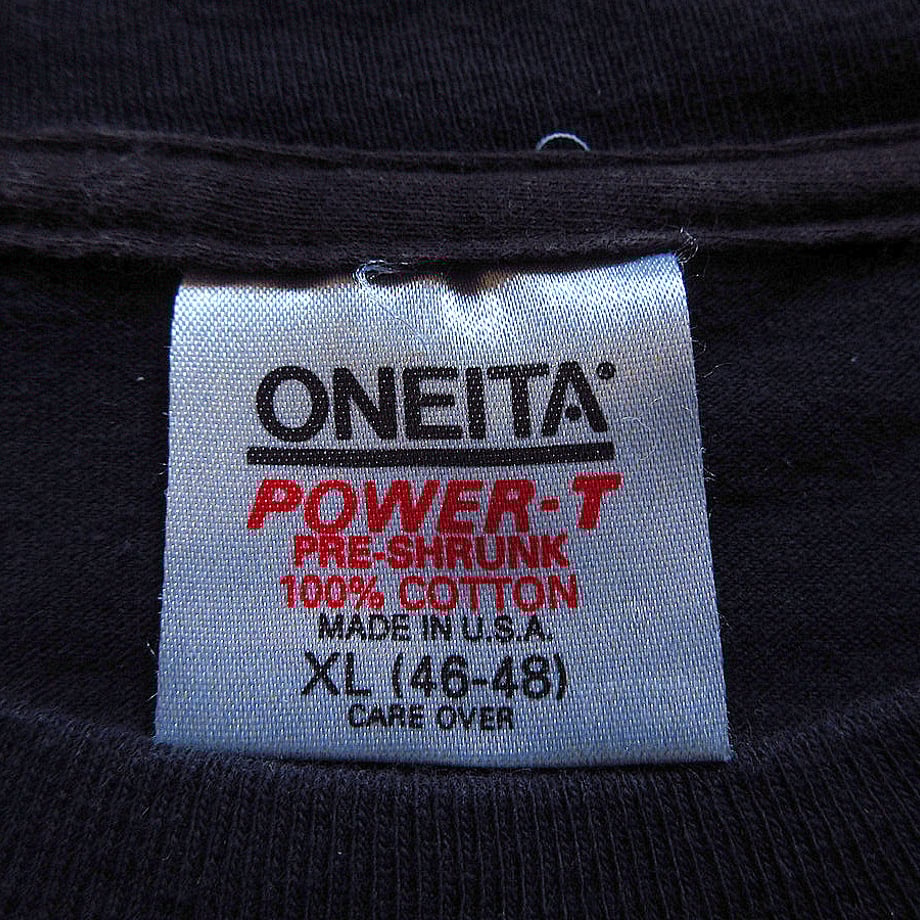 ONEITA®
POWER-T
PRE-SHRUNK
100% COTTON
MADE IN U.S.A.
XL (46-48)
CARE OVER